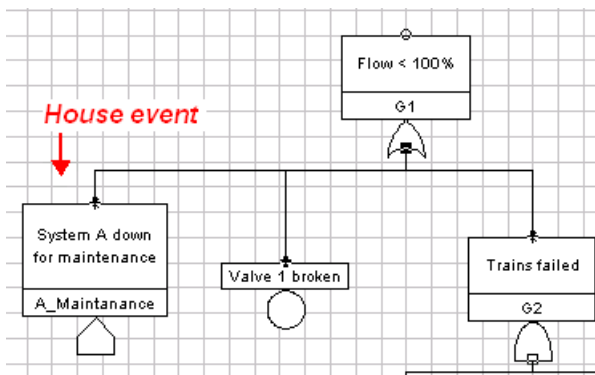 Flow < 100%
G1
House event
System A down
for maintenance
A_Maintanance
Valve 1 broken
Trains failed
G2